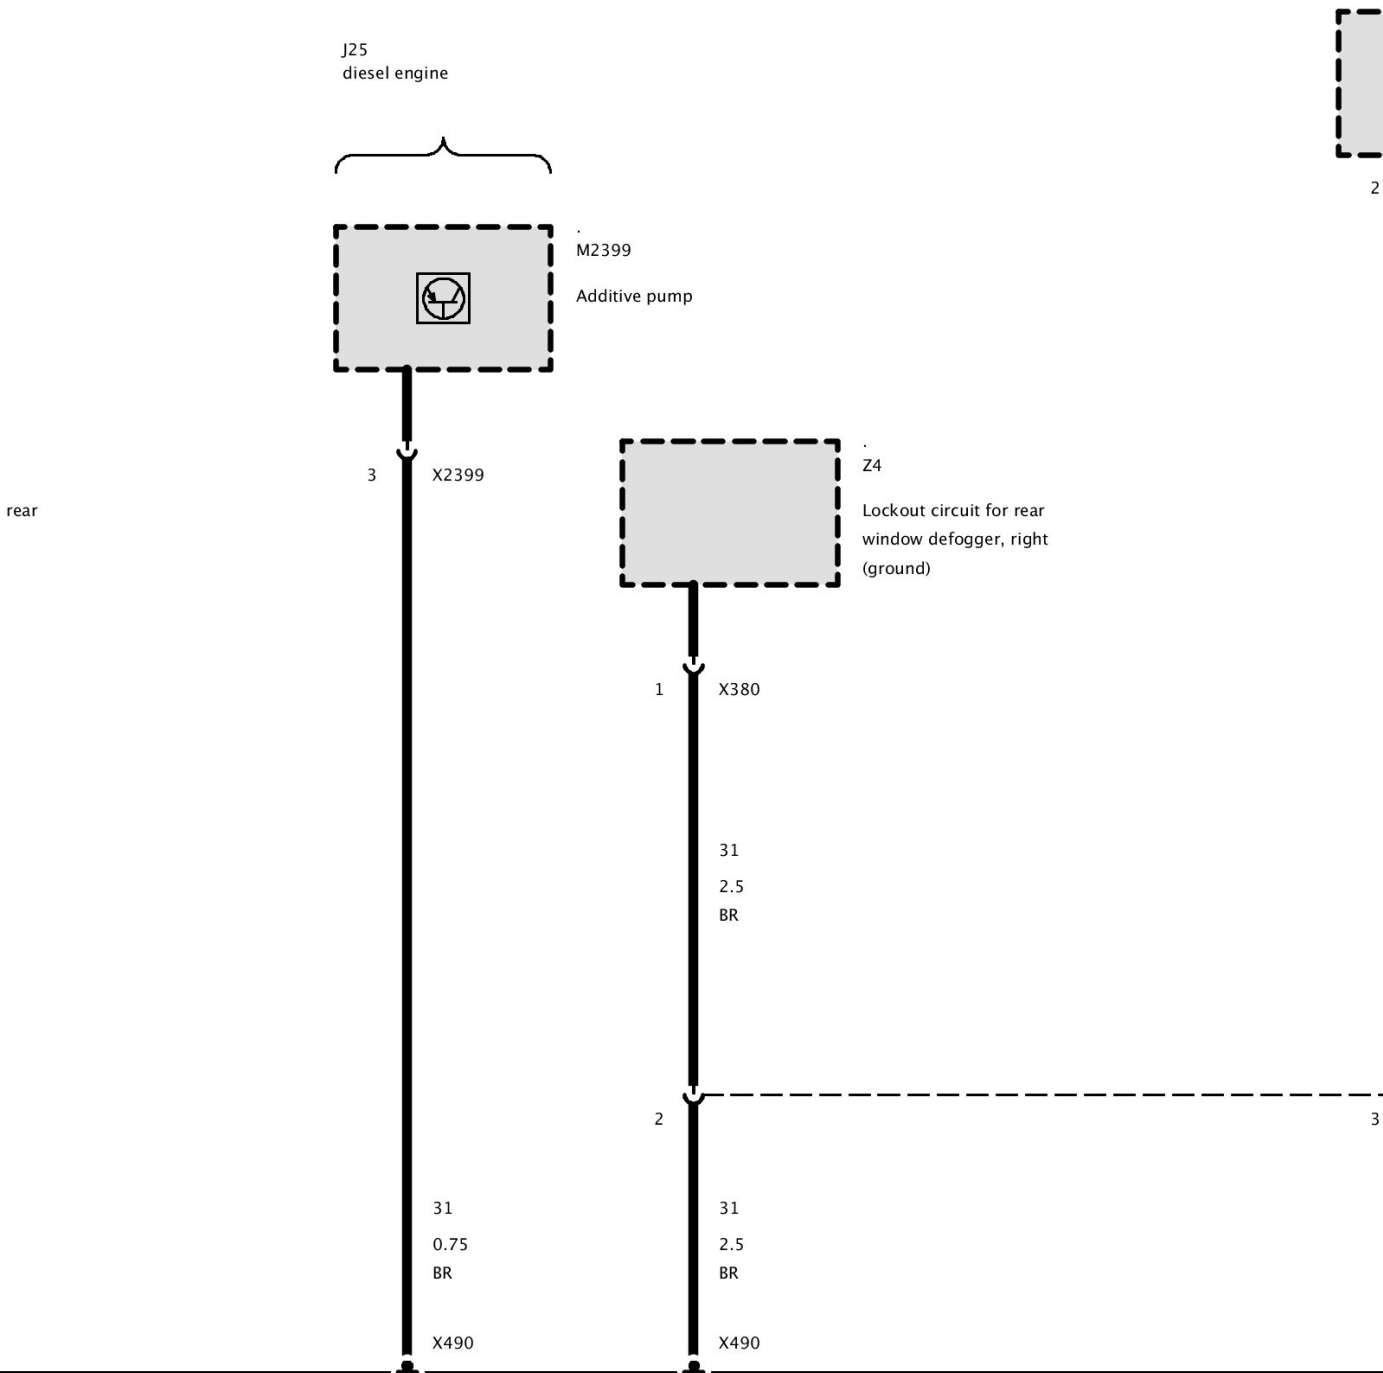 J25
diesel engine
2
.
M2399
Additive pump
.
Z4
3
X2399
rear
Lockout circuit for rear
window defogger, right
(ground)
1
X380
31
2.5
BR
2
3
31
0.75
BR
31
2.5
BR
X490
X490